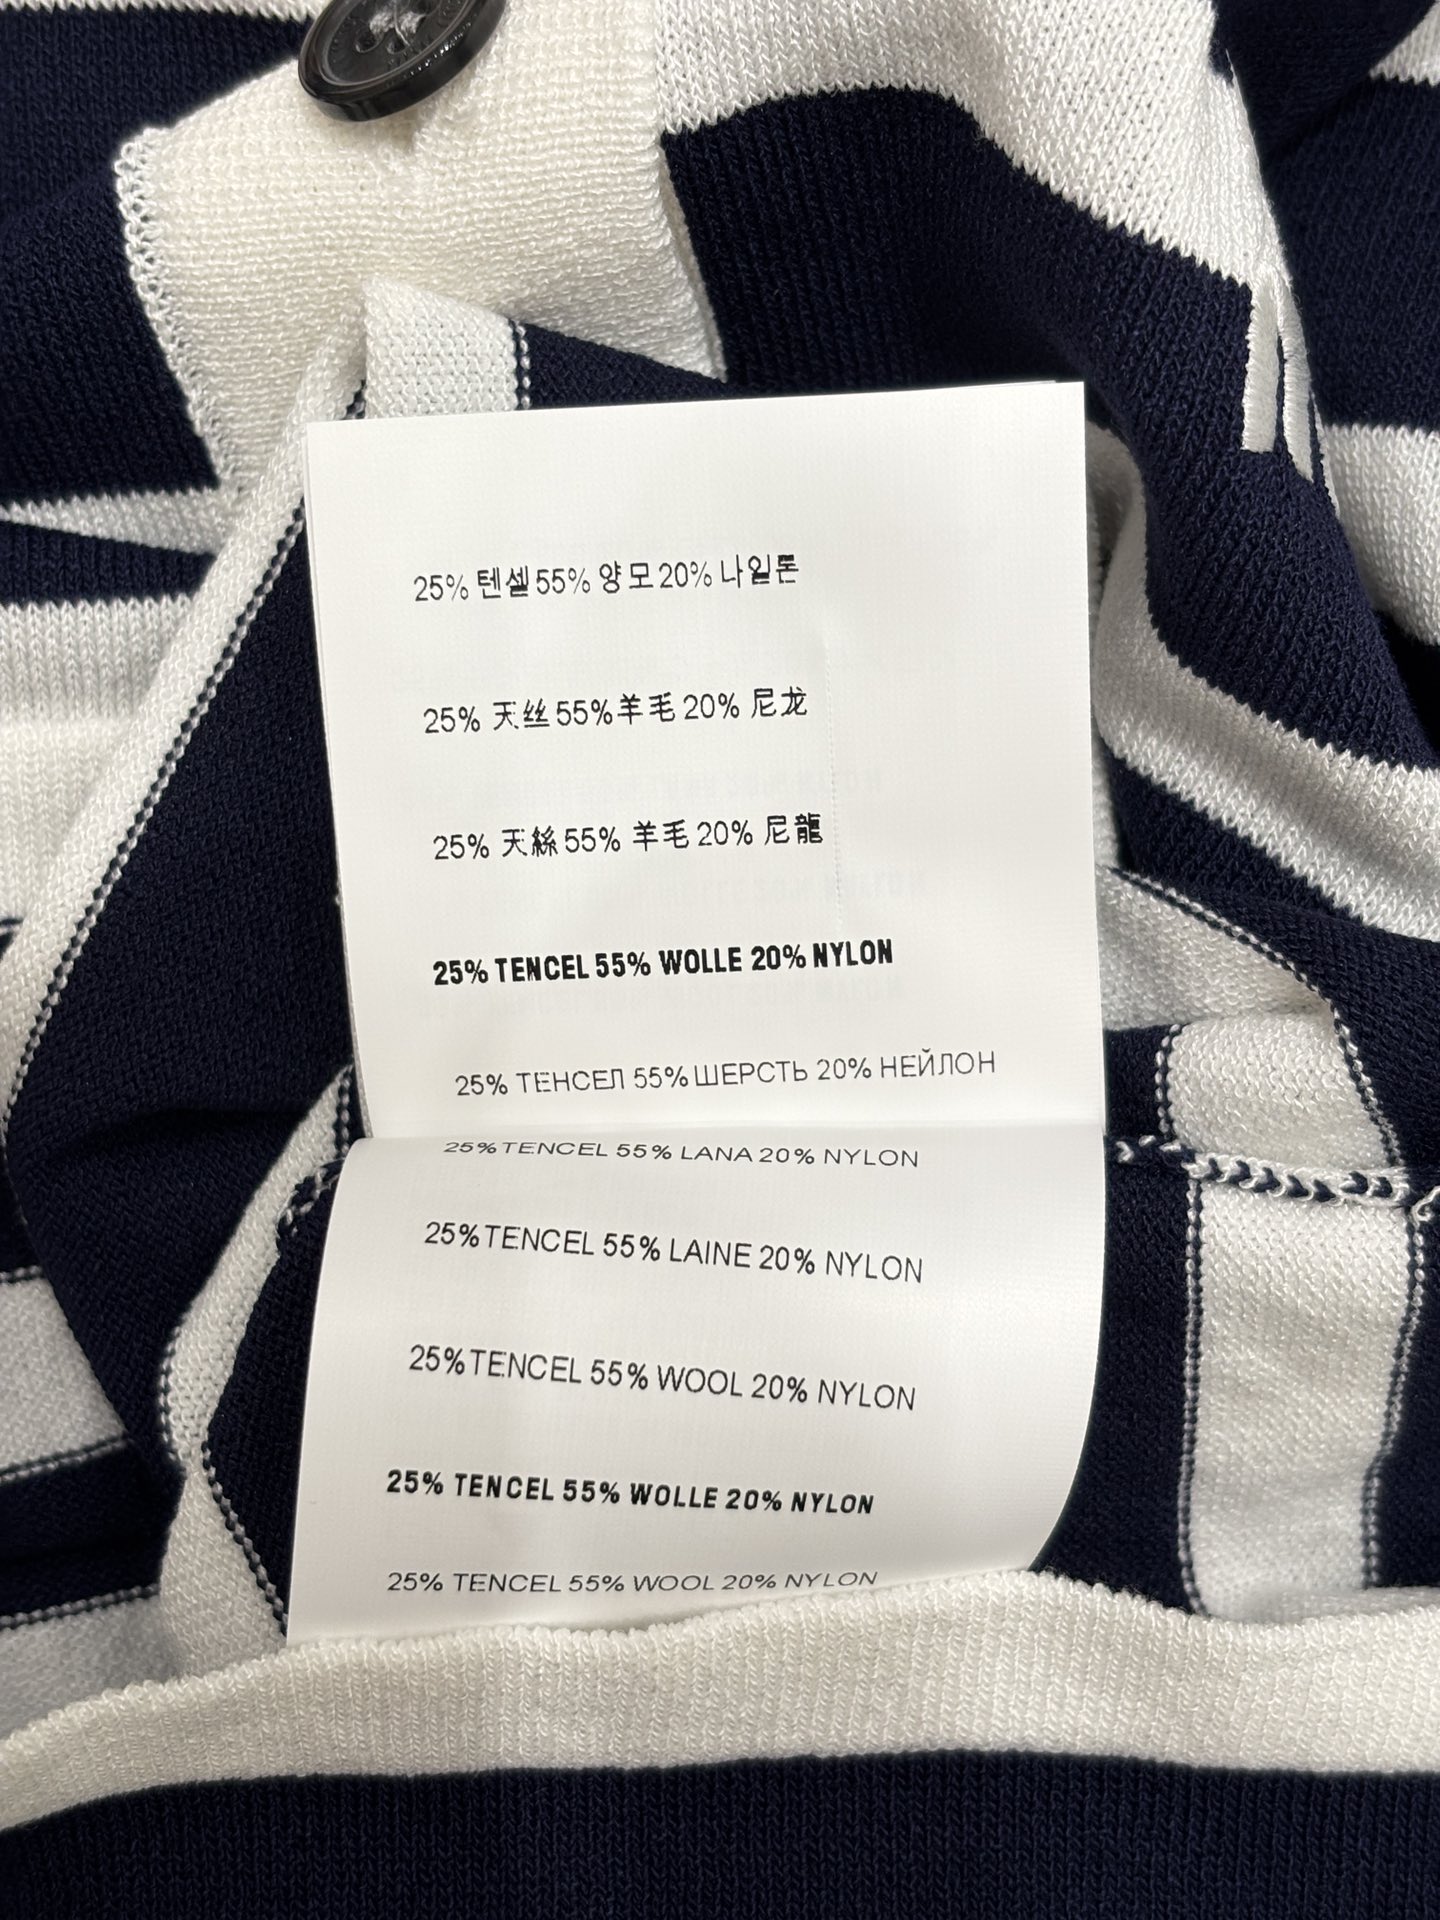 25% 텐셀 55% 양모 20% 나일론
25% 天丝 55% 羊毛 20% 尼龙
25% 天絲 55% 羊毛 20% 尼龍
25% TENCEL 55% WOLLE 20% NYLON
25% ТЕНСЕЛ 55% ШЕРСТЬ 20% НЕЙЛОН
25% TENCEL 55% LANA 20% NYLON
25% TENCEL 55% LAINE 20% NYLON
25% TENCEL 55% WOOL 20% NYLON
25% TENCEL 55% WOLLE 20% NYLON
25% TENCEL 55% WOOL 20% NYLON